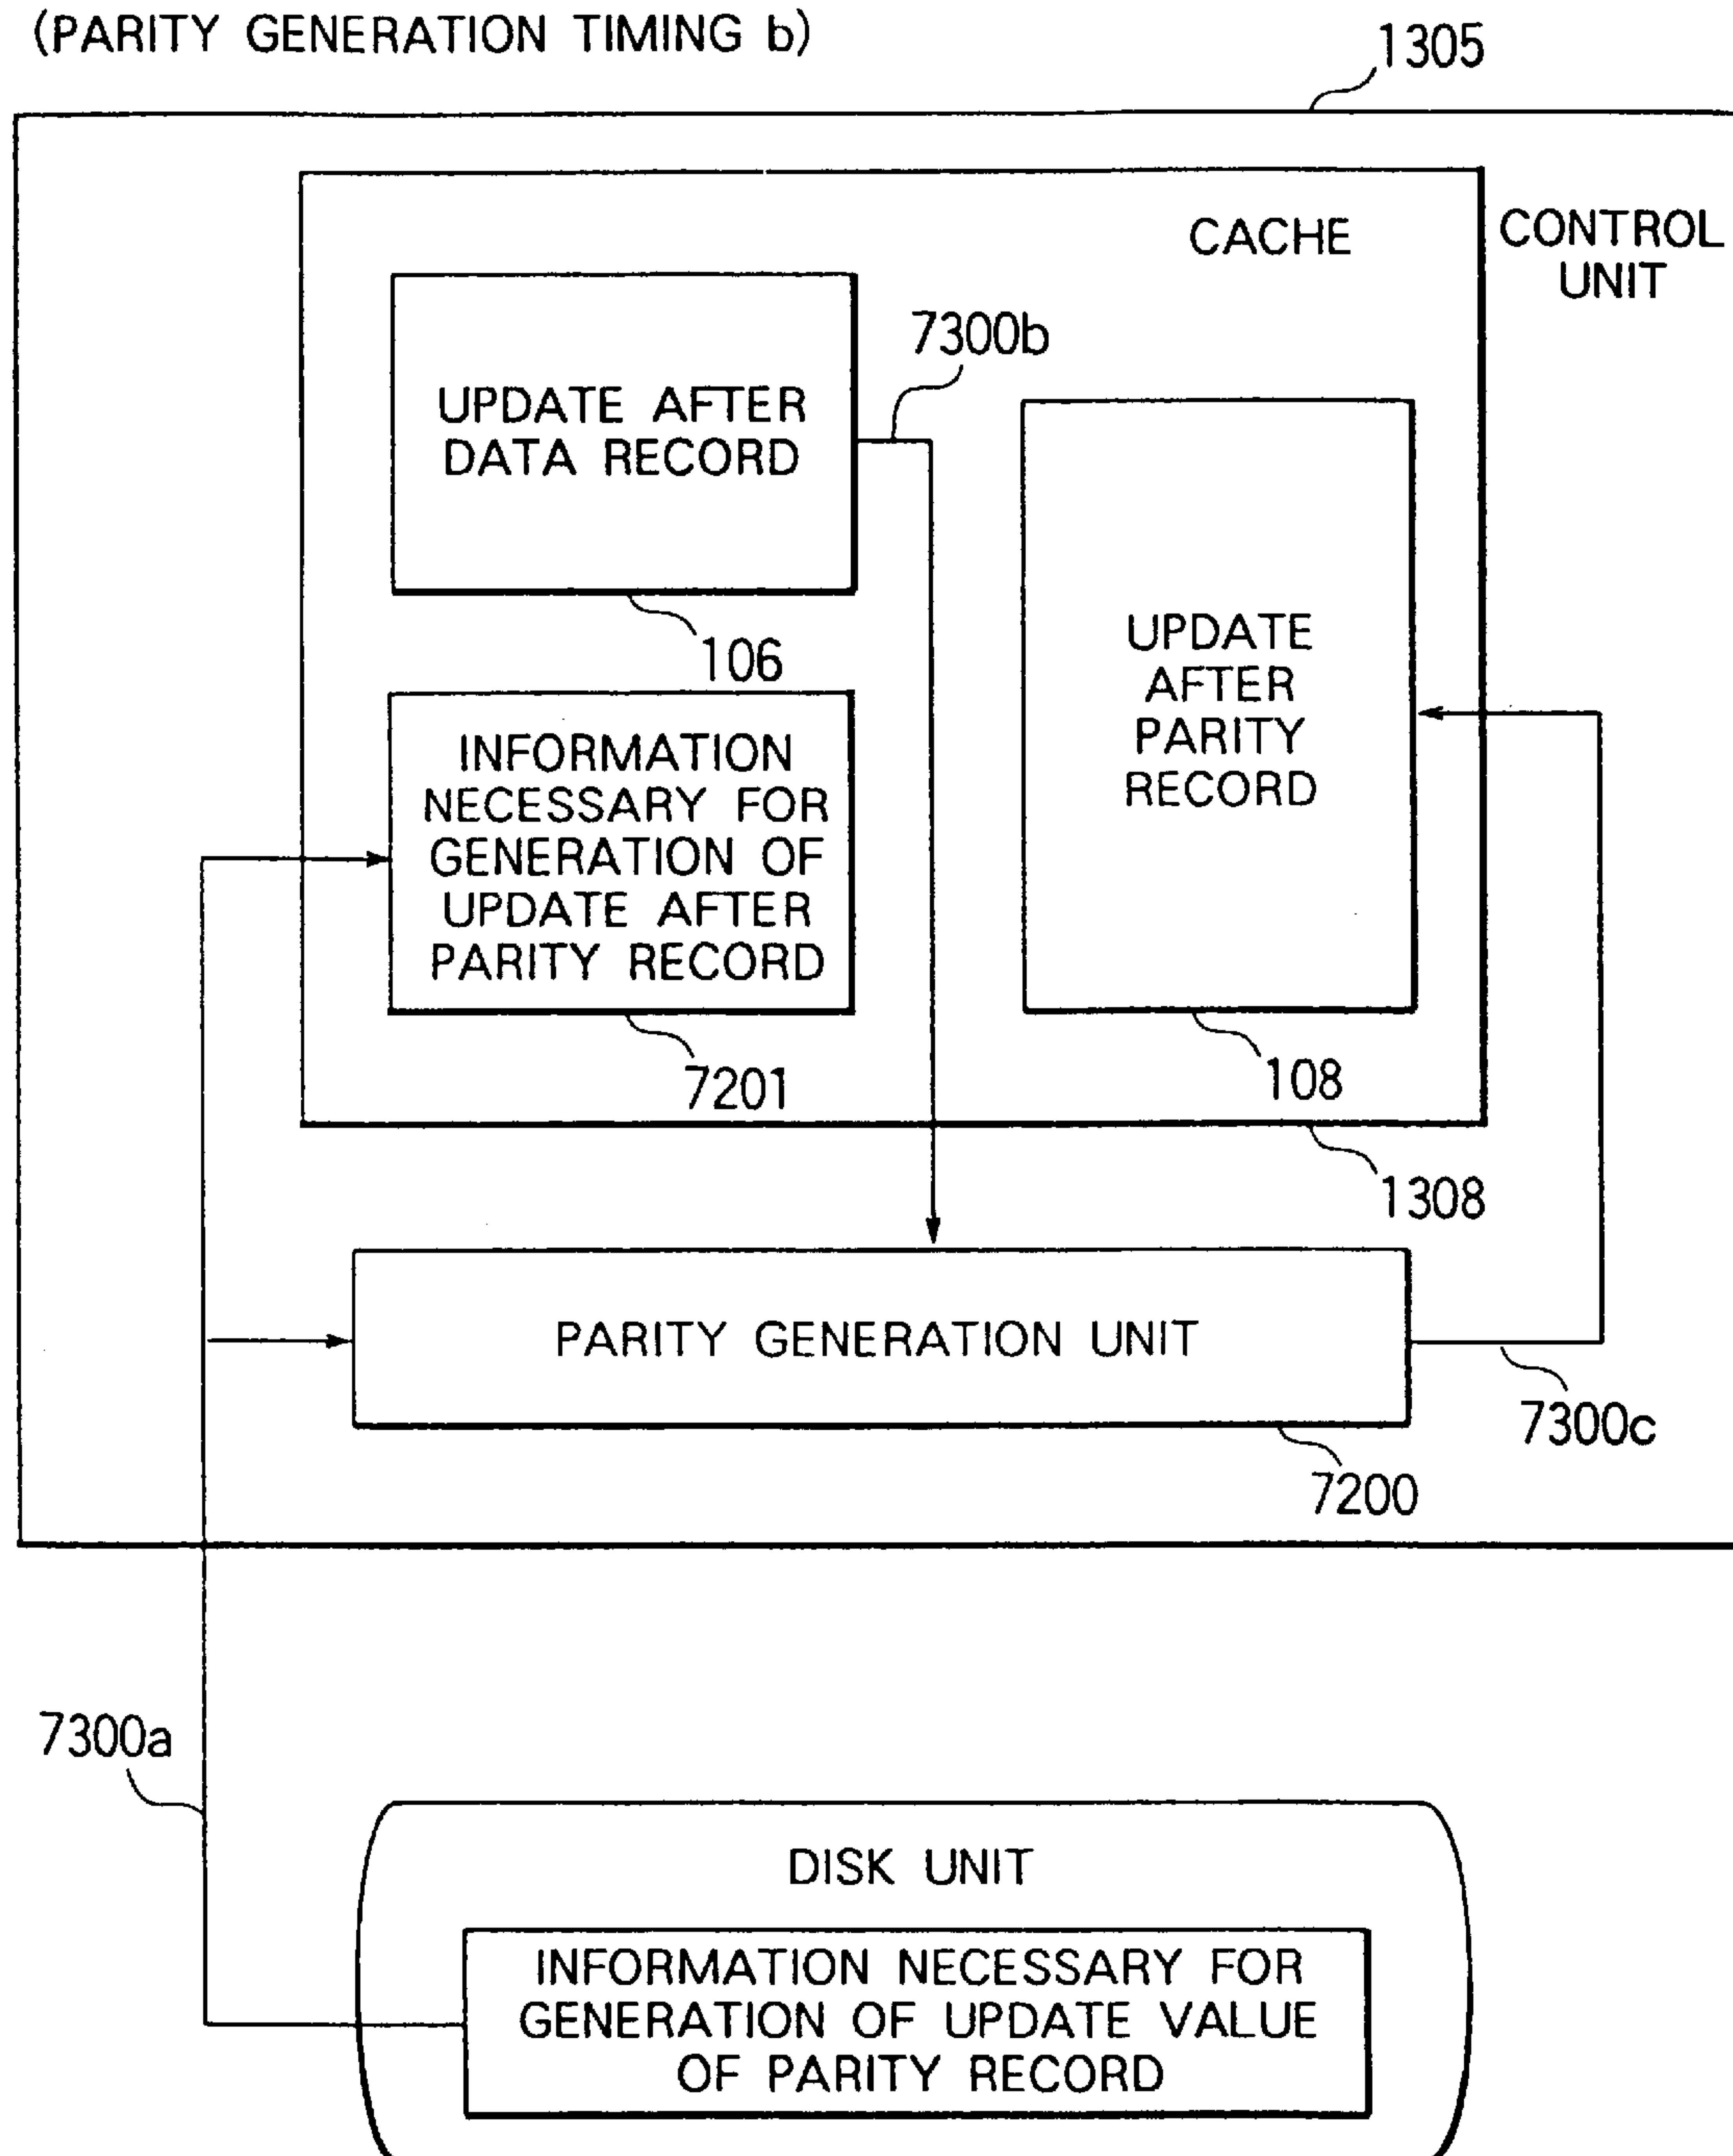 (PARITY GENERATION TIMING b)
1305
CACHE
CONTROL
UNIT
UPDATE AFTER
DATA RECORD
7300b
106
UPDATE
AFTER
PARITY
RECORD
INFORMATION
NECESSARY FOR
GENERATION OF
UPDATE AFTER
PARITY RECORD
7201
108
1308
PARITY GENERATION UNIT
7300c
7200
7300a
DISK UNIT
INFORMATION NECESSARY FOR
GENERATION OF UPDATE VALUE
OF PARITY RECORD